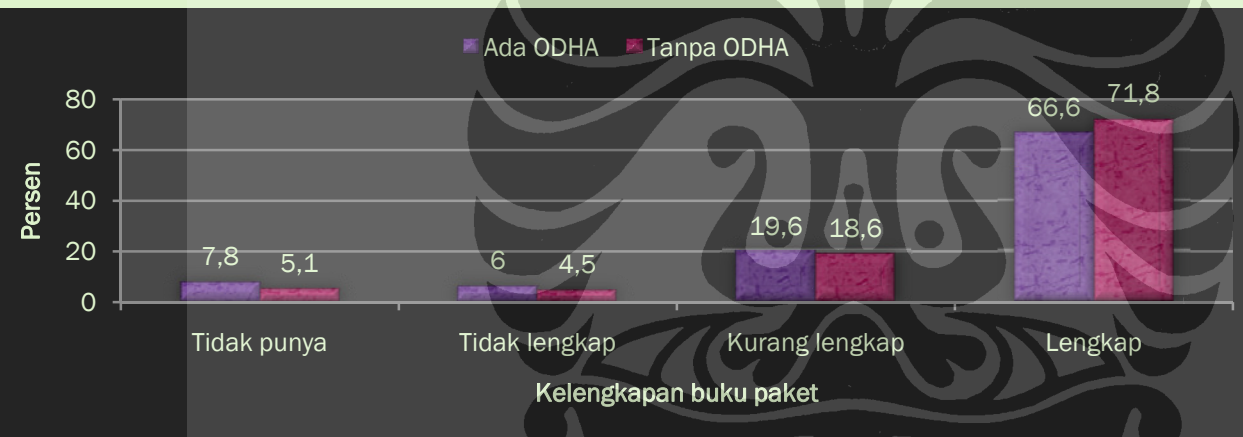 Ada ODHA Tanpa ODHA
Persen
80
60
40
20
0
7,8 5,1 6 4,5 19,6 18,6 66,6 71,8
Tidak punya Tidak lengkap Kurang lengkap Lengkap
Kelengkapan buku paket